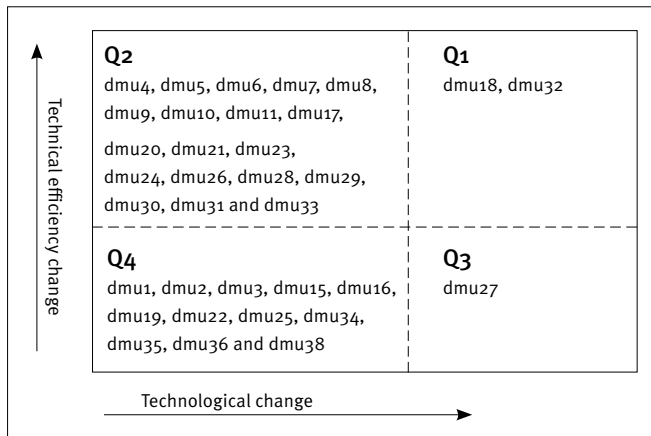 Q2
dmu4, dmu5, dmu6, dmu7, dmu8,
dmu9, dmu10, dmu11, dmu17,
dmu20, dmu21, dmu23,
dmu24, dmu26, dmu28, dmu29,
dmu30, dmu31 and dmu33
Q1
dmu18, dmu32
Q4
dmu1, dmu2, dmu3, dmu15, dmu16,
dmu19, dmu22, dmu25, dmu34,
dmu35, dmu36 and dmu38
Q3
dmu27
Technical efficiency change
Technological change